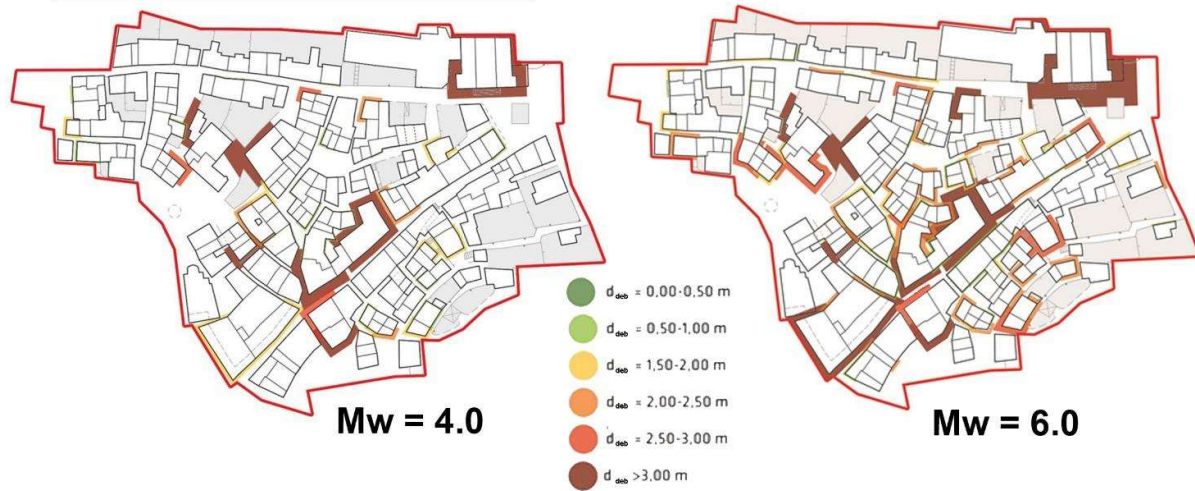 d deb = 0,00-0,50 m
d deb = 0,50-1,00 m
d deb = 1,50-2,00 m
d deb = 2,00-2,50 m
d deb = 2,50-3,00 m
d deb >3,00 m
Mw = 4.0
Mw = 6.0